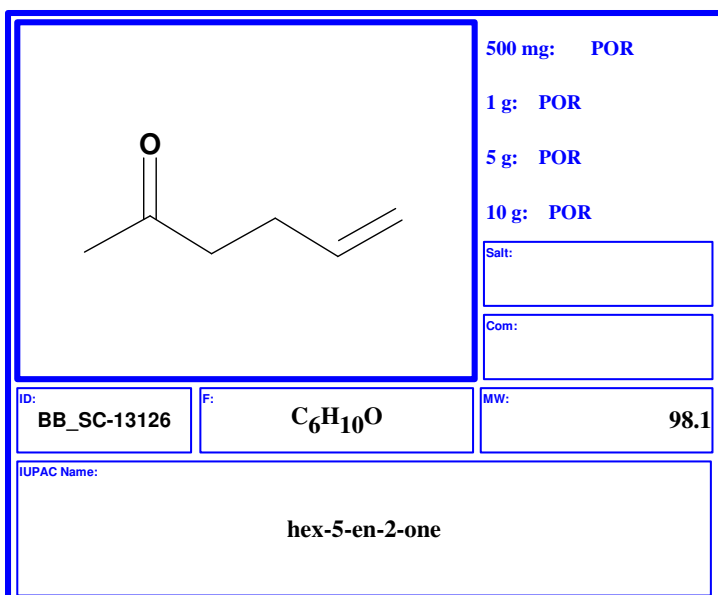 O
500 mg: POR
1 g: POR
5 g: POR
10 g: POR
Salt:
Com:
ID:
BB_SC-13126
F:
C6H10O
MW:
98.1
IUPAC Name:
hex-5-en-2-one